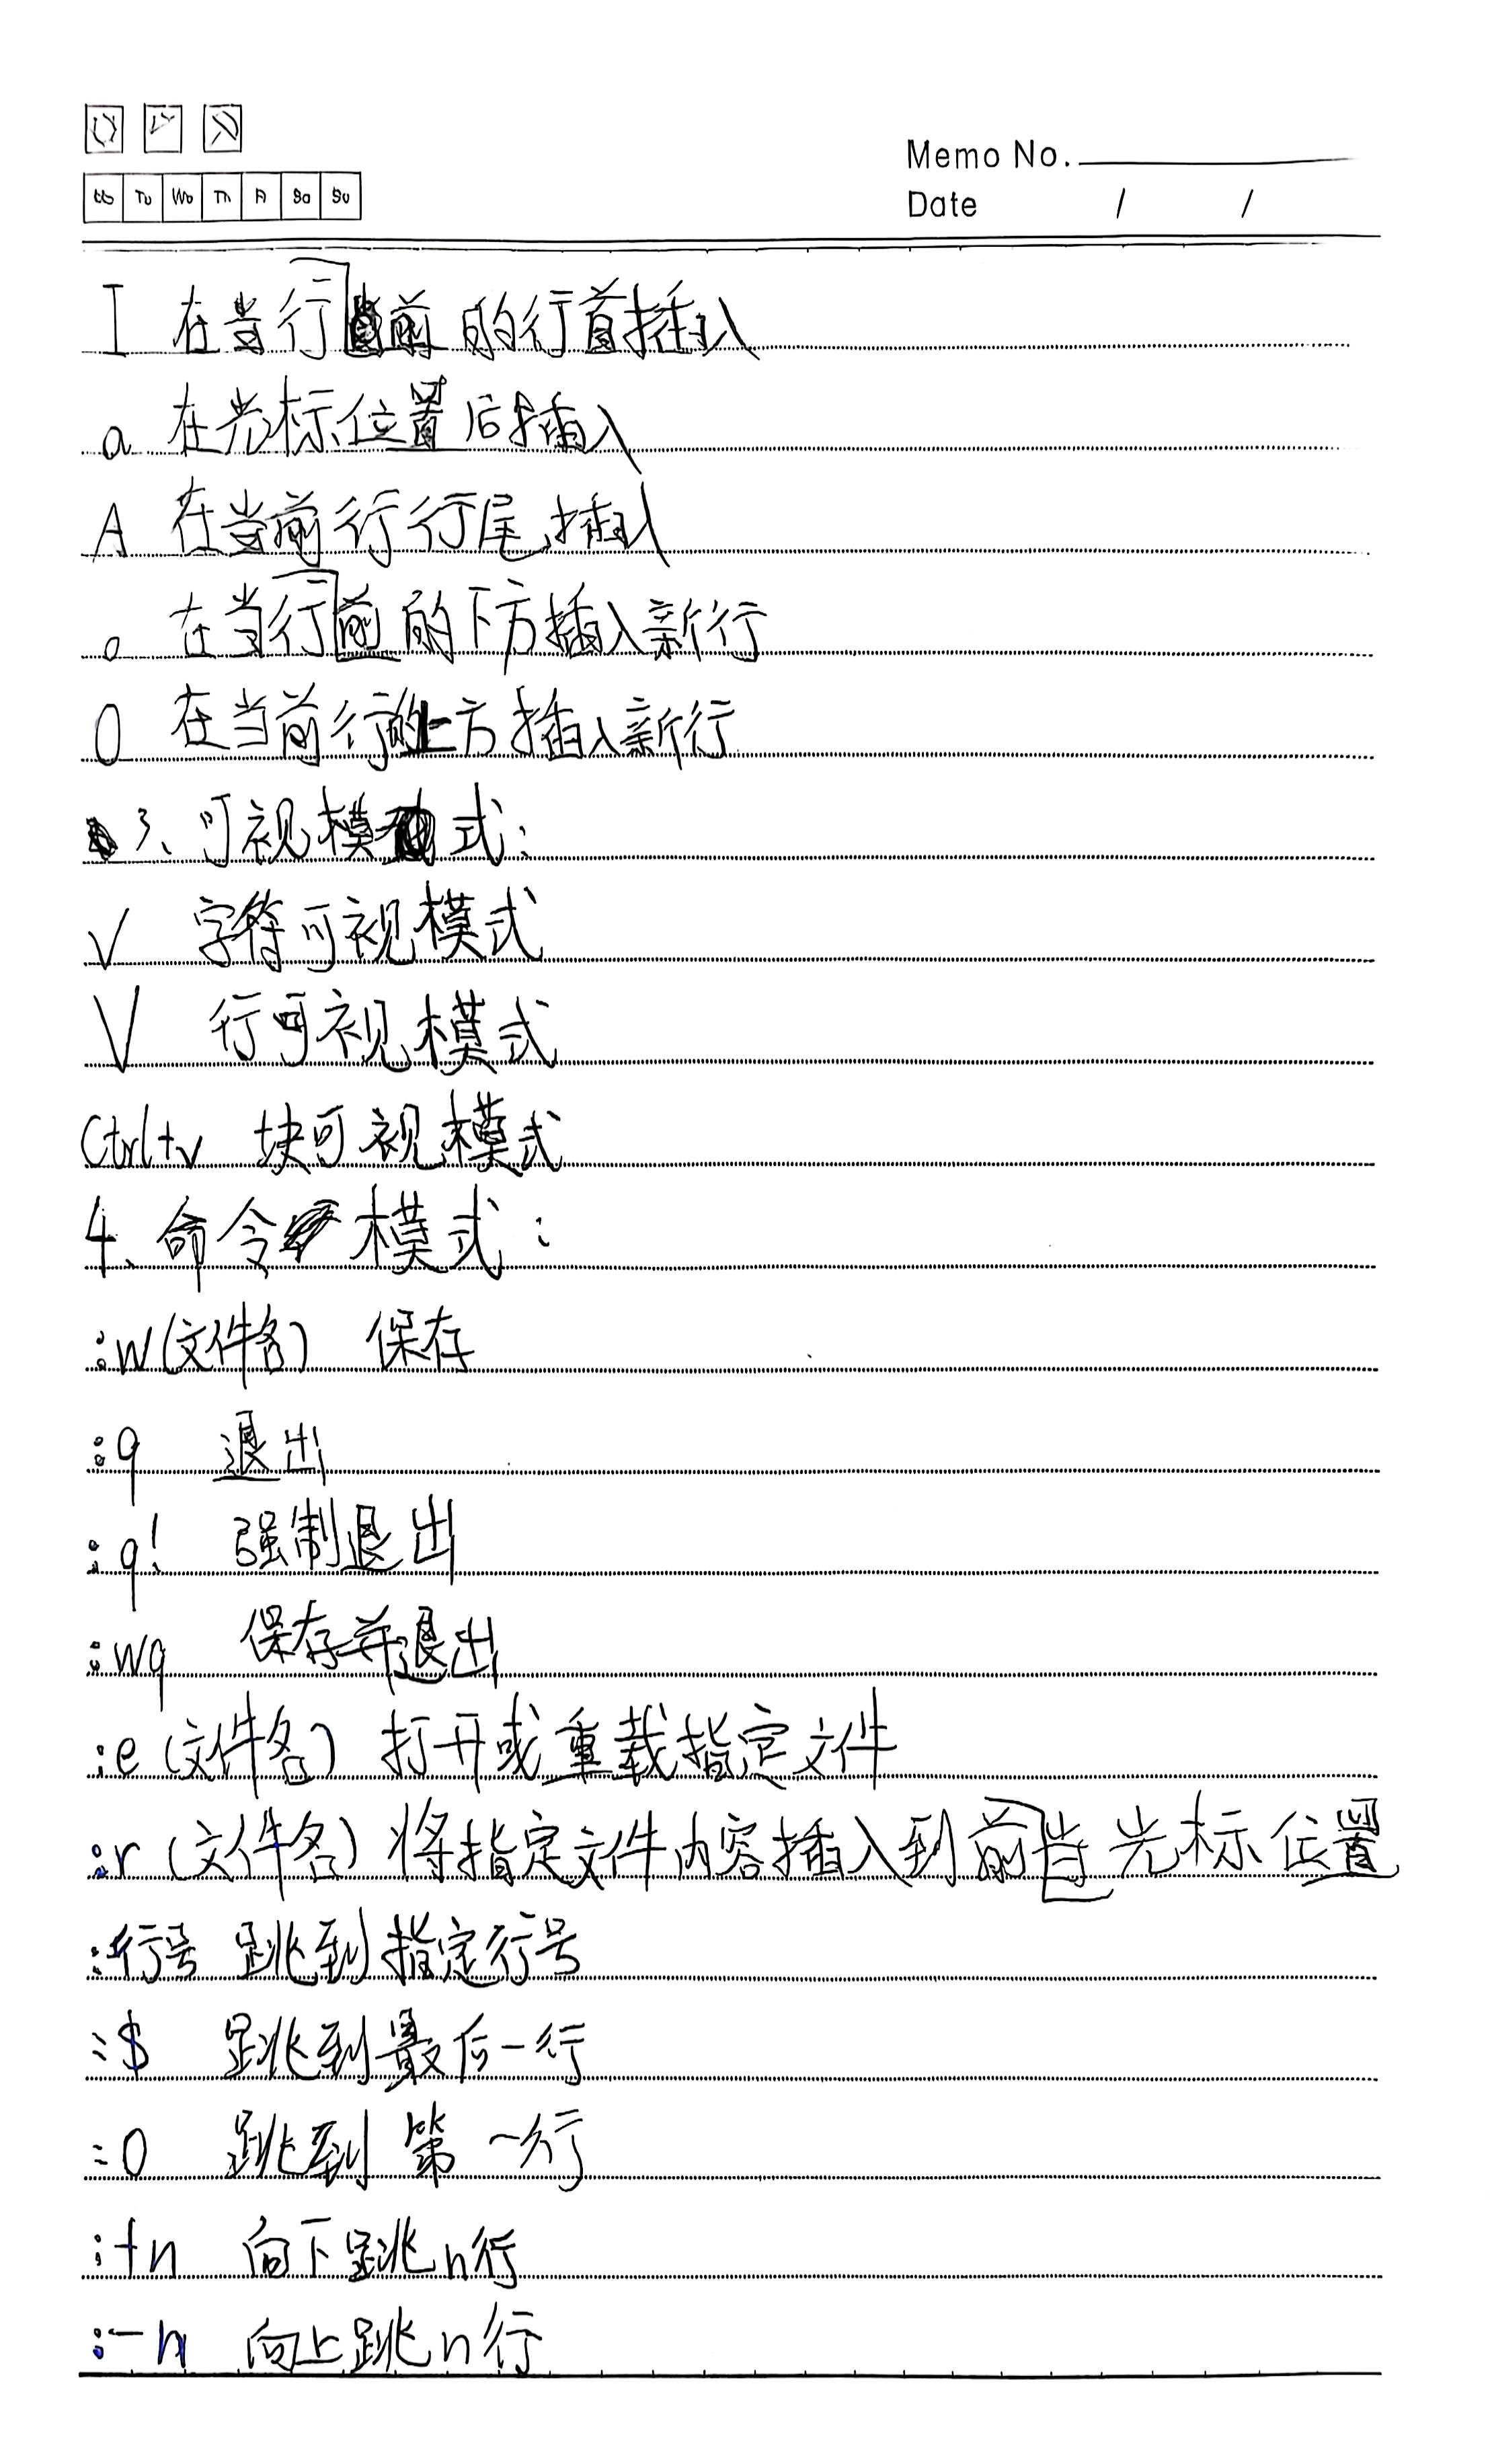 Memo No.
Mo Tu We Th Fr Sa Su
Date / /
I 在当行前的行首插入
a 在光标位置后插入
A 在当前行行尾插入
o 在当行前的下方插入新行
O 在当前行的上方插入新行
3、可视模式:
v 字符可视模式
V 行可视模式
Ctrl+v 块可视模式
4、命令模式:
:w(文件名) 保存
:q 退出
:q! 强制退出
:wq 保存并退出
:e(文件名) 打开或重载指定文件
:r(文件名) 将指定文件内容插入到前当光标位置
:行号 跳到指定行号
:$ 跳到最后一行
:0 跳到第一行
:+n 向下跳n行
:-n 向上跳n行